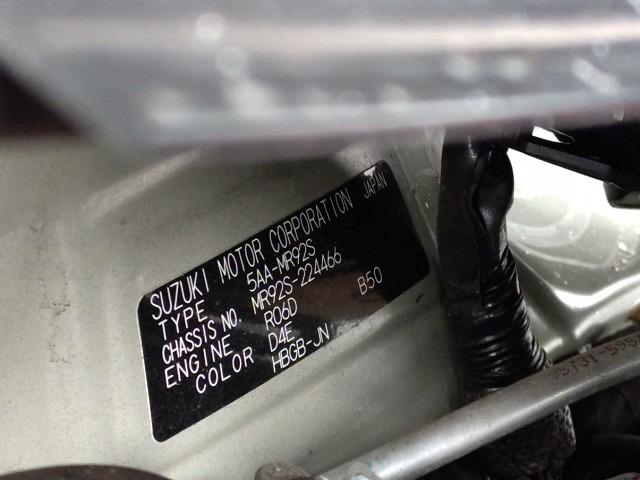 SUZUKI MOTOR CORPORATION JAPAN
TYPE 5AA-MR92S
CHASSIS NO. MR92S-224466
ENGINE R06D B50
COLOR D4E
HBGB-JN